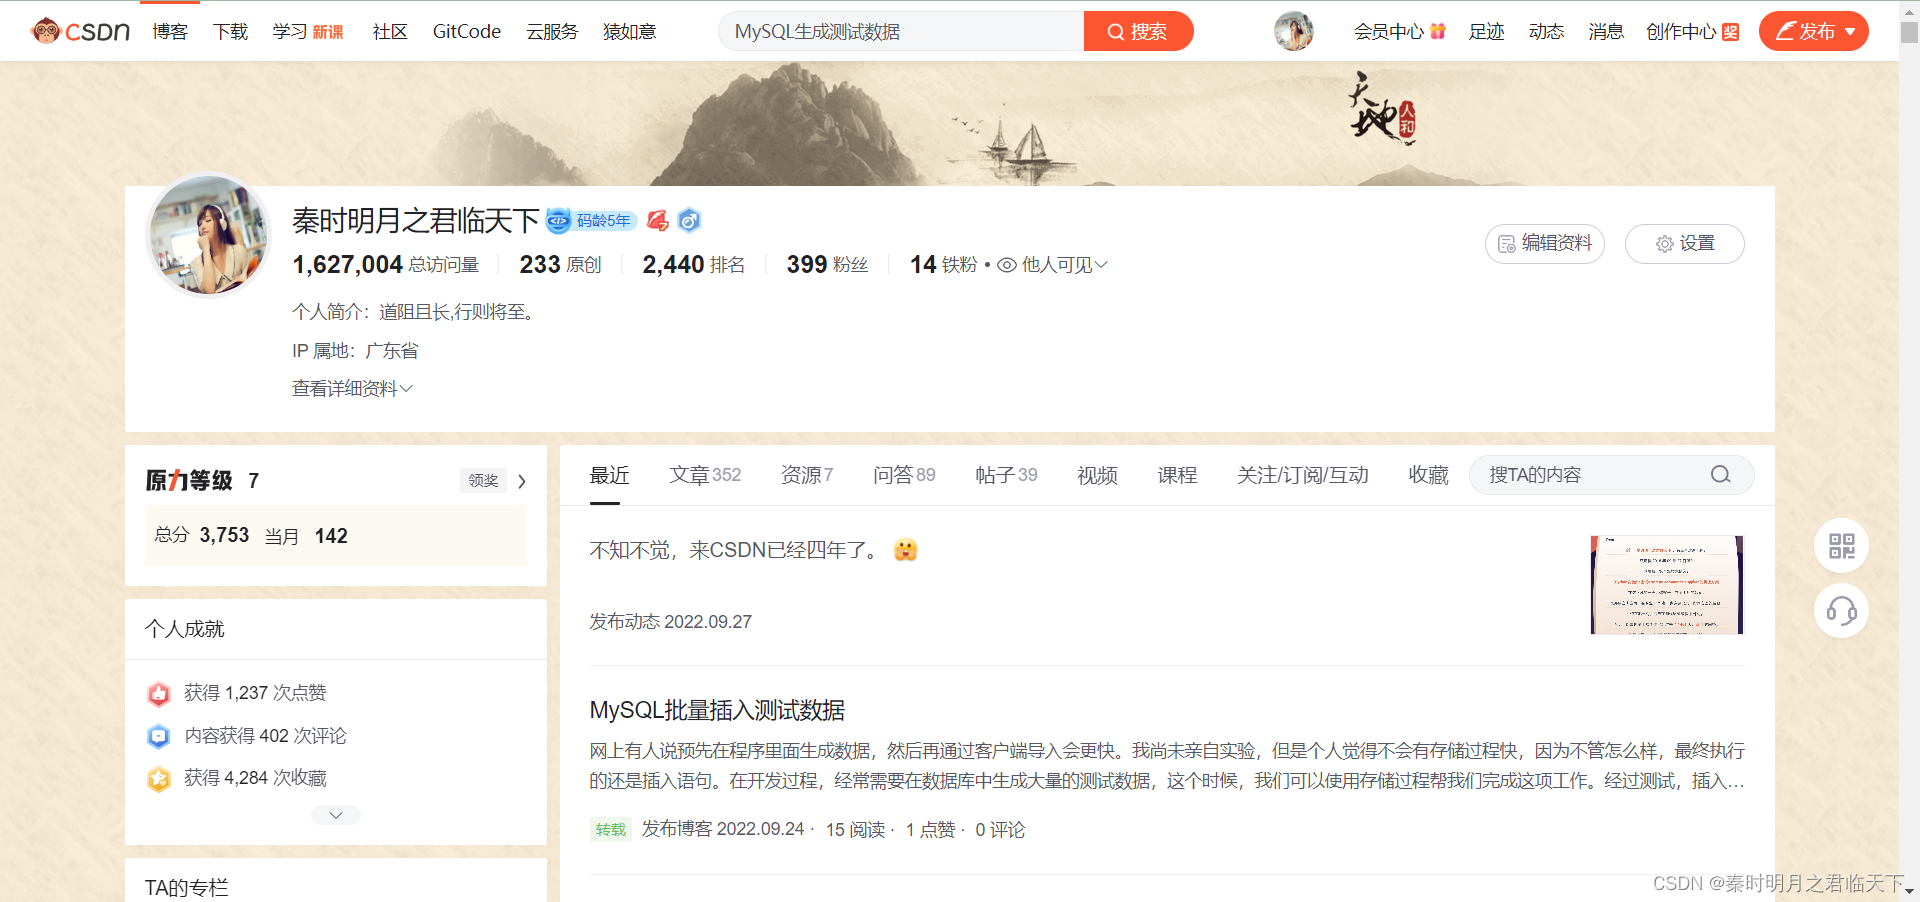 CSDN 博客 下载 学习 新课 社区 GitCode 云服务 猿如意 MySQL生成测试数据 搜索 会员中心 足迹 动态 消息 创作中心 奖 发布
天地人和
秦时明月之君临天下 码龄5年
编辑资料 设置
1,627,004 总访问量 233 原创 2,440 排名 399 粉丝 14 铁粉 • 他人可见
个人简介：道阻且长,行则将至。
IP 属地：广东省
查看详细资料
原力等级 7 领奖
总分 3,753 当月 142
个人成就
获得 1,237 次点赞
内容获得 402 次评论
获得 4,284 次收藏
TA的专栏
最近 文章 352 资源 7 问答 89 帖子 39 视频 课程 关注/订阅/互动 收藏 搜TA的内容
不知不觉，来CSDN已经四年了。
发布动态 2022.09.27
MySQL批量插入测试数据
网上有人说预先在程序里面生成数据，然后再通过客户端导入会更快。我尚未亲自实验，但是个人觉得不会有存储过程快，因为不管怎么样，最终执行
的还是插入语句。在开发过程，经常需要在数据库中生成大量的测试数据，这个时候，我们可以使用存储过程帮我们完成这项工作。经过测试，插入...
转载 发布博客 2022.09.24 · 15 阅读 · 1 点赞 · 0 评论
CSDN @秦时明月之君临天下